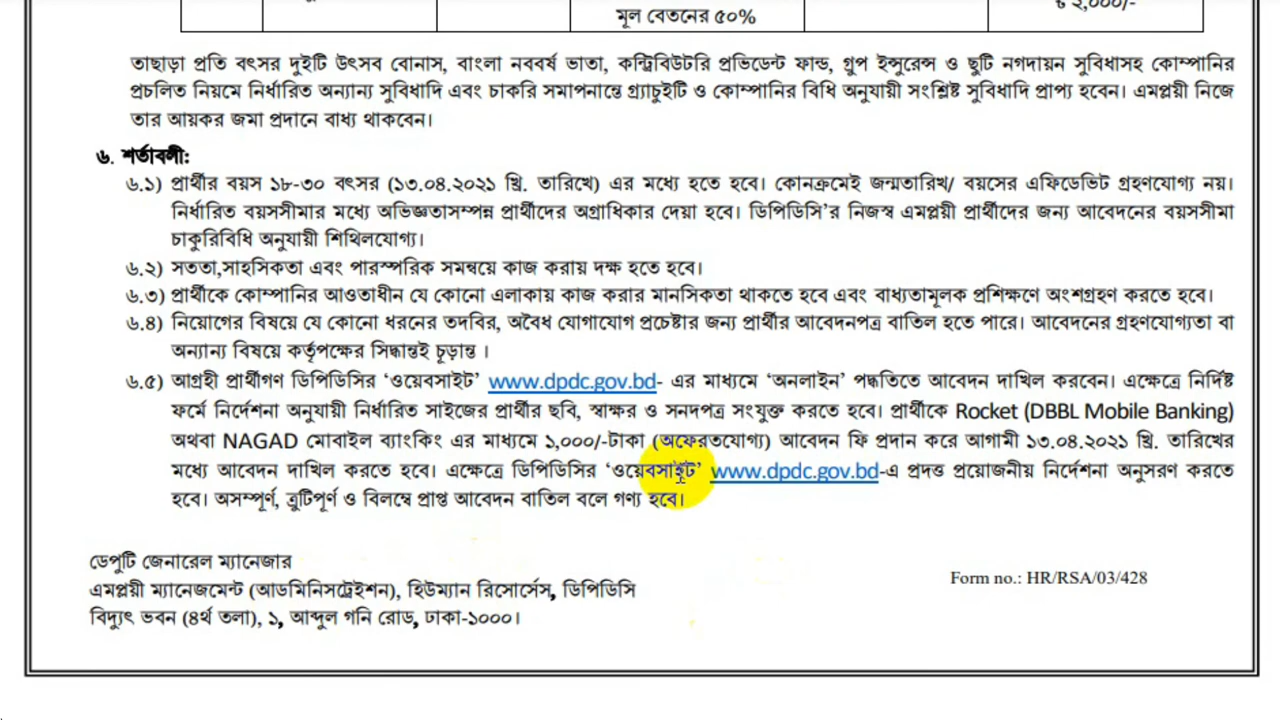 মূল বেতনের ৫০%
৳ ২,০০০/-
তাছাড়া প্রতি বৎসর দুইটি উৎসব বোনাস, বাংলা নববর্ষ ভাতা, কন্ট্রিবিউটরি প্রভিডেন্ট ফান্ড, গ্রুপ ইন্সুরেন্স ও ছুটি নগদায়ন সুবিধাসহ কোম্পানির
প্রচলিত নিয়মে নির্ধারিত অন্যান্য সুবিধাদি এবং চাকরি সমাপনান্তে গ্র্যাচুইটি ও কোম্পানির বিধি অনুযায়ী সংশ্লিষ্ট সুবিধাদি প্রাপ্য হবেন। এমপ্লয়ী নিজে
তার আয়কর জমা প্রদানে বাধ্য থাকবেন।
৬. শর্তাবলী:
৬.১) প্রার্থীর বয়স ১৮-৩০ বৎসর (১৩.০৪.২০২১ খ্রি. তারিখে) এর মধ্যে হতে হবে। কোনক্রমেই জন্মতারিখ/ বয়সের এফিডেভিট গ্রহণযোগ্য নয়।
নির্ধারিত বয়সসীমার মধ্যে অভিজ্ঞতাসম্পন্ন প্রার্থীদের অগ্রাধিকার দেয়া হবে। ডিপিডিসি'র নিজস্ব এমপ্লয়ী প্রার্থীদের জন্য আবেদনের বয়সসীমা
চাকুরিবিধি অনুযায়ী শিথিলযোগ্য।
৬.২) সততা,সাহসিকতা এবং পারস্পরিক সমন্বয়ে কাজ করায় দক্ষ হতে হবে।
৬.৩) প্রার্থীকে কোম্পানির আওতাধীন যে কোনো এলাকায় কাজ করার মানসিকতা থাকতে হবে এবং বাধ্যতামূলক প্রশিক্ষণে অংশগ্রহণ করতে হবে।
৬.৪) নিয়োগের বিষয়ে যে কোনো ধরনের তদবির, অবৈধ যোগাযোগ প্রচেষ্টার জন্য প্রার্থীর আবেদনপত্র বাতিল হতে পারে। আবেদনের গ্রহণযোগ্যতা বা
অন্যান্য বিষয়ে কর্তৃপক্ষের সিদ্ধান্তই চূড়ান্ত ।
৬.৫) আগ্রহী প্রার্থীগণ ডিপিডিসির ‘ওয়েবসাইট’ www.dpdc.gov.bd- এর মাধ্যমে ‘অনলাইন’ পদ্ধতিতে আবেদন দাখিল করবেন। এক্ষেত্রে নির্দিষ্ট
ফর্মে নির্দেশনা অনুযায়ী নির্ধারিত সাইজের প্রার্থীর ছবি, স্বাক্ষর ও সনদপত্র সংযুক্ত করতে হবে। প্রার্থীকে Rocket (DBBL Mobile Banking)
অথবা NAGAD মোবাইল ব্যাংকিং এর মাধ্যমে ১,০০০/-টাকা (অফেরতযোগ্য) আবেদন ফি প্রদান করে আগামী ১৩.০৪.২০২১ খ্রি. তারিখের
মধ্যে আবেদন দাখিল করতে হবে। এক্ষেত্রে ডিপিডিসির ‘ওয়েবসাইট’ www.dpdc.gov.bd-এ প্রদত্ত প্রয়োজনীয় নির্দেশনা অনুসরণ করতে
হবে। অসম্পূর্ণ, ত্রুটিপূর্ণ ও বিলম্বে প্রাপ্ত আবেদন বাতিল বলে গণ্য হবে।
ডেপুটি জেনারেল ম্যানেজার
এমপ্লয়ী ম্যানেজমেন্ট (আডমিনিসট্রেইশন), হিউম্যান রিসোর্সেস, ডিপিডিসি
বিদ্যুৎ ভবন (৪র্থ তলা), ১, আব্দুল গনি রোড, ঢাকা-১০০০।
Form no.: HR/RSA/03/428